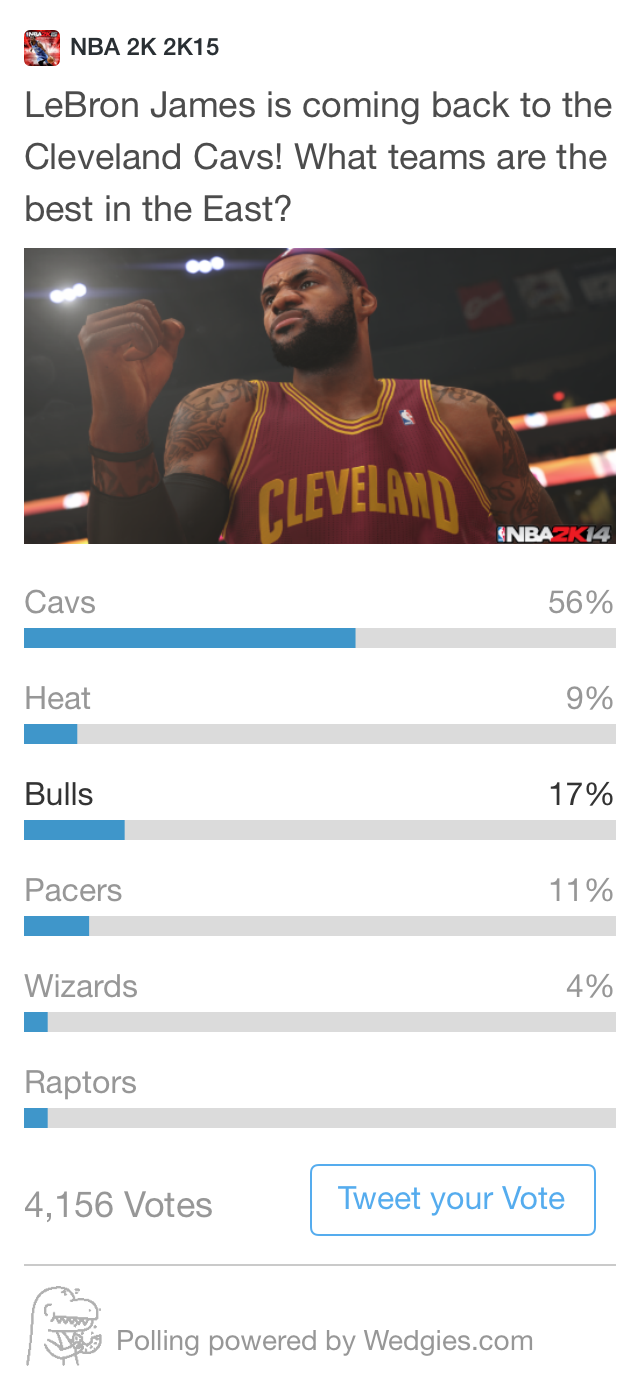 NBA 2K 2K15
LeBron James is coming back to the
Cleveland Cavs! What teams are the
best in the East?
CLEVELAND
NBA2K14
Cavs 56%
Heat 9%
Bulls 17%
Pacers 11%
Wizards 4%
Raptors
4,156 Votes
Tweet your Vote
Polling powered by Wedgies.com